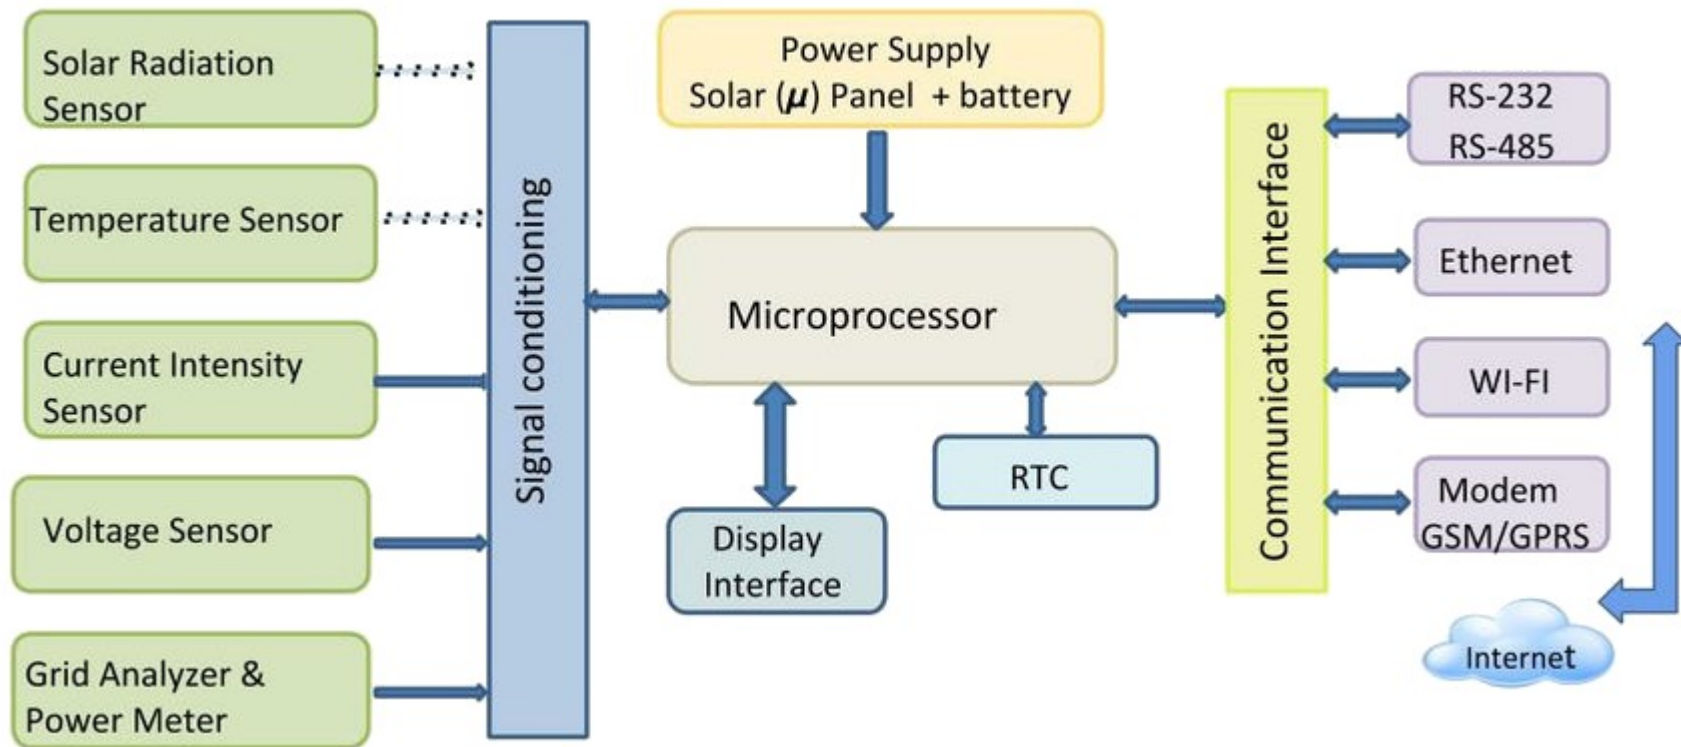 Solar Radiation
Sensor
Temperature Sensor
Current Intensity
Sensor
Voltage Sensor
Grid Analyzer &
Power Meter
Signal conditioning
Power Supply
Solar (μ) Panel + battery
Microprocessor
Display
Interface
RTC
Communication Interface
RS-232
RS-485
Ethernet
WI-FI
Modem
GSM/GPRS
Internet